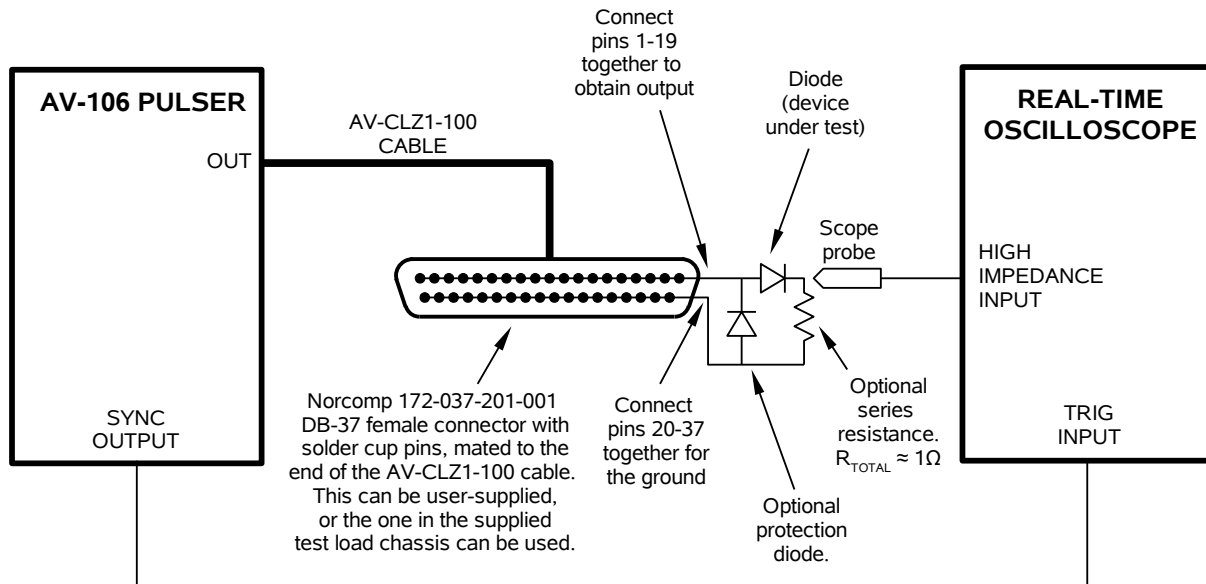 AV-106 PULSER
OUT
SYNC
OUTPUT
AV-CLZ1-100
CABLE
Connect
pins 1-19
together to
obtain output
Diode
(device
under test)
Scope
probe
REAL-TIME
OSCILLOSCOPE
HIGH
IMPEDANCE
INPUT
TRIG
INPUT
Norcomp 172-037-201-001
DB-37 female connector with
solder cup pins, mated to the
end of the AV-CLZ1-100 cable.
This can be user-supplied,
or the one in the supplied
test load chassis can be used.
Connect
pins 20-37
together for
the ground
Optional
protection
diode.
Optional
series
resistance.
R_TOTAL ≈ 1Ω